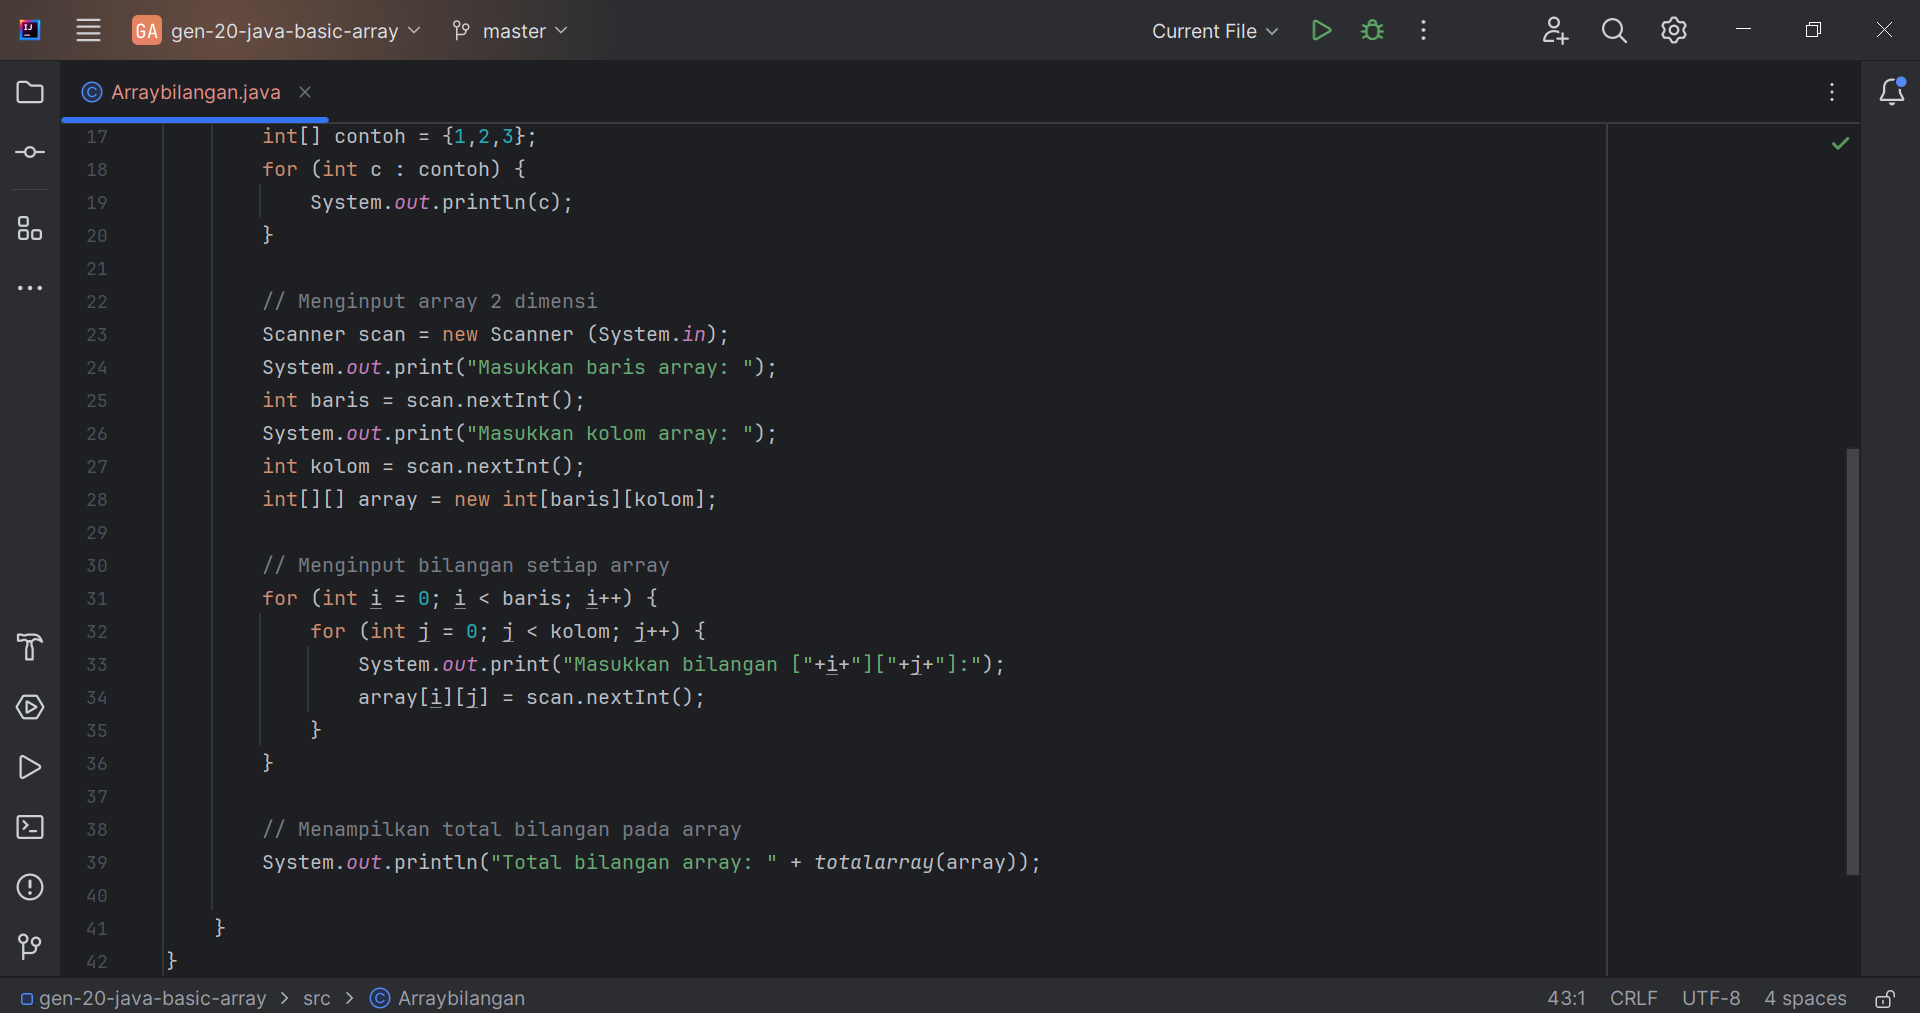 GA gen-20-java-basic-array master Current File
Arraybilangan.java
17 int[] contoh = {1,2,3};
18 for (int c : contoh) {
19 System.out.println(c);
20 }
21
22 // Menginput array 2 dimensi
23 Scanner scan = new Scanner (System.in);
24 System.out.print("Masukkan baris array: ");
25 int baris = scan.nextInt();
26 System.out.print("Masukkan kolom array: ");
27 int kolom = scan.nextInt();
28 int[][] array = new int[baris][kolom];
29
30 // Menginput bilangan setiap array
31 for (int i = 0; i < baris; i++) {
32 for (int j = 0; j < kolom; j++) {
33 System.out.print("Masukkan bilangan ["+i+"]["+j+"]:");
34 array[i][j] = scan.nextInt();
35 }
36 }
37
38 // Menampilkan total bilangan pada array
39 System.out.println("Total bilangan array: " + totalarray(array));
40
41 }
42 }
gen-20-java-basic-array > src > Arraybilangan 43:1 CRLF UTF-8 4 spaces